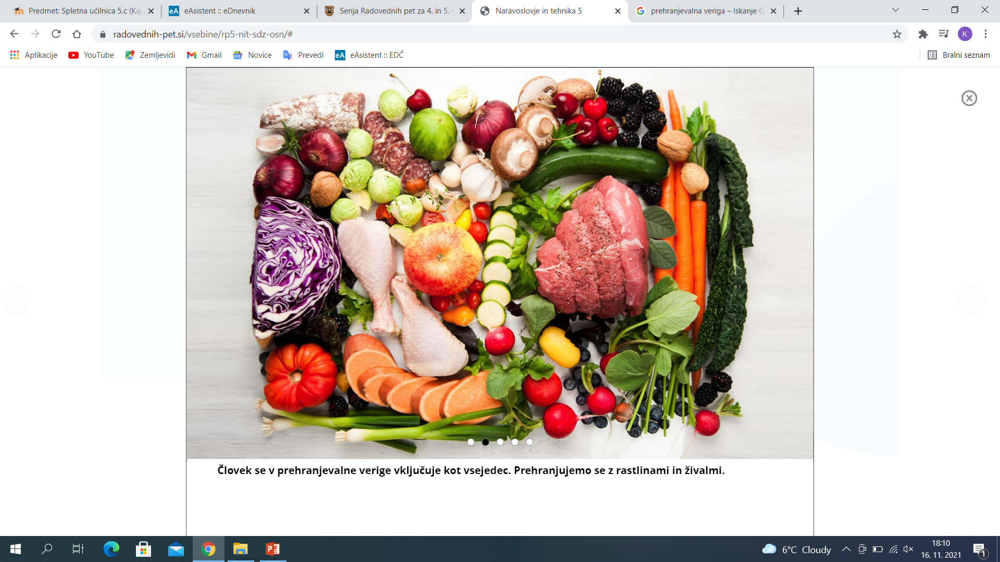 Predmet: Spletna učilnica 5.c (Kaj
eAsistent :: eDnevnik
Serija Radovednih pet za 4. in 5. r
Naravoslovje in tehnika 5
prehranjevalna veriga – Iskanje G
radovednih-pet.si/vsebine/rp5-nit-sdz-osn/#
K
Aplikacije
YouTube
Zemljevidi
Gmail
Novice
Prevedi
eA eAsistent :: EDČ
Bralni seznam
Človek se v prehranjevalne verige vključuje kot vsejedec. Prehranjujemo se z rastlinami in živalmi.
6°C Cloudy
18:10
16. 11. 2021
1